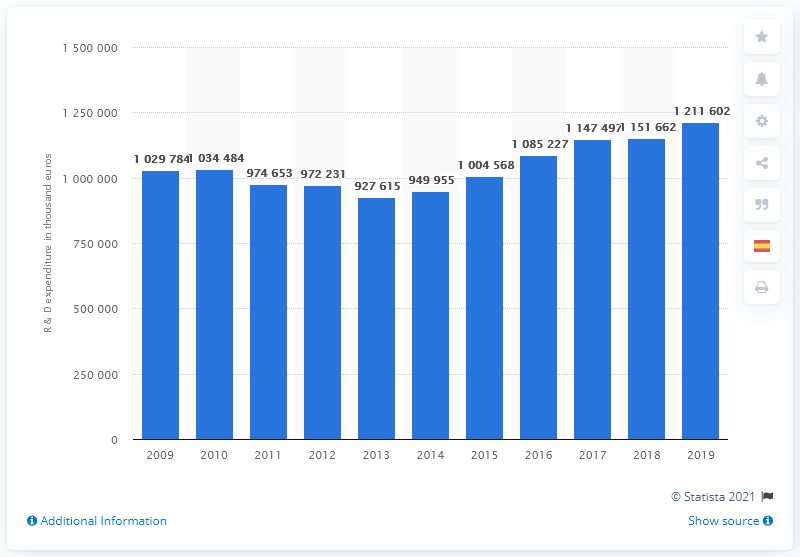 1 500 000
1 250 000
1 000 000
750 000
500 000
250 000
0
R & D expenditure in thousand euros
1 029 784
1 034 484
974 653
972 231
927 615
949 955
1 004 568
1 085 227
1 147 497
1 151 662
1 211 602
2009 2010 2011 2012 2013 2014 2015 2016 2017 2018 2019
© Statista 2021
Additional Information
Show source